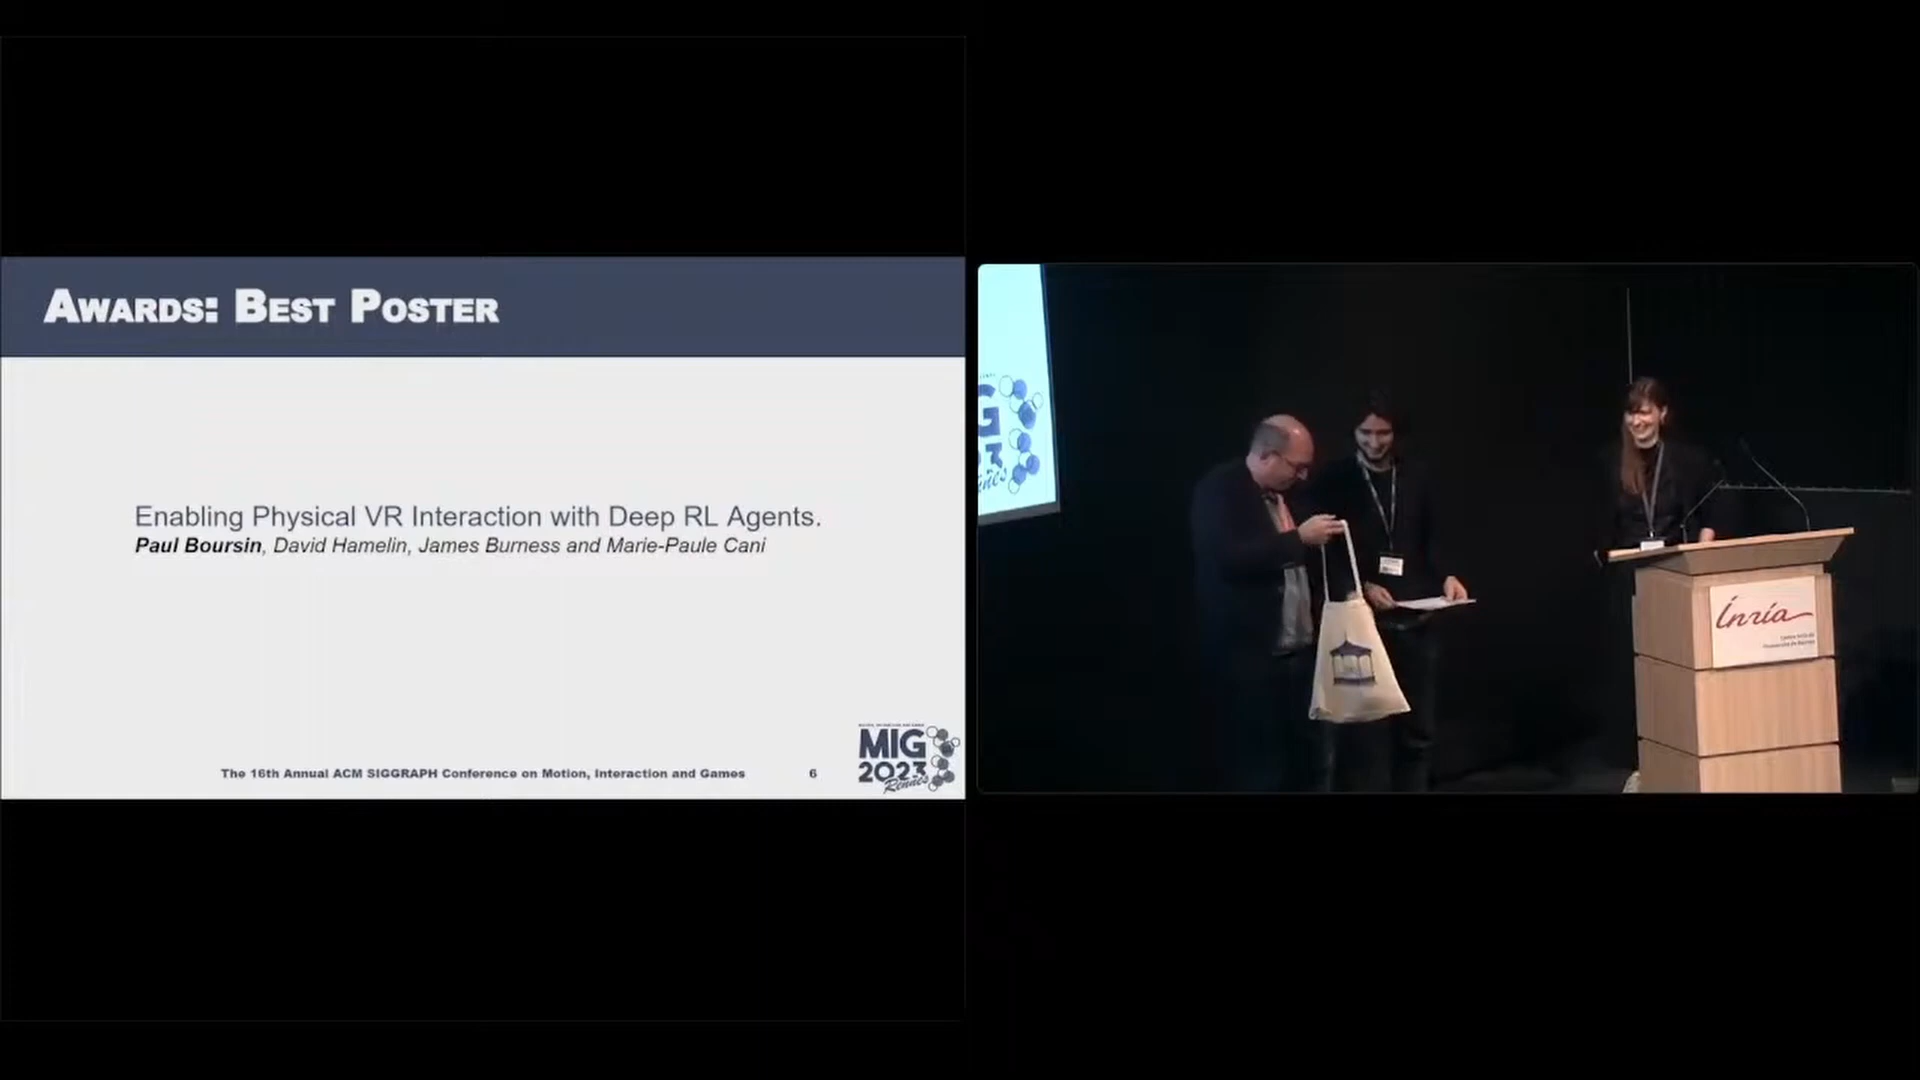 AWARDS: BEST POSTER
Enabling Physical VR Interaction with Deep RL Agents.
Paul Boursin, David Hamelin, James Burness and Marie-Paule Cani
The 16th Annual ACM SIGGRAPH Conference on Motion, Interaction and Games
6
MIG
2023
Rennes
G
23
Inria